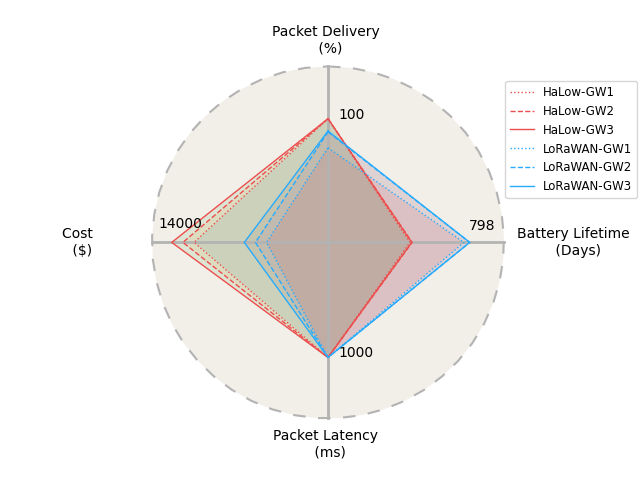 Packet Delivery
(%)
100
HaLow-GW1
HaLow-GW2
HaLow-GW3
LoRaWAN-GW1
LoRaWAN-GW2
LoRaWAN-GW3
Cost
($)
14000
798
Battery Lifetime
(Days)
1000
Packet Latency
(ms)